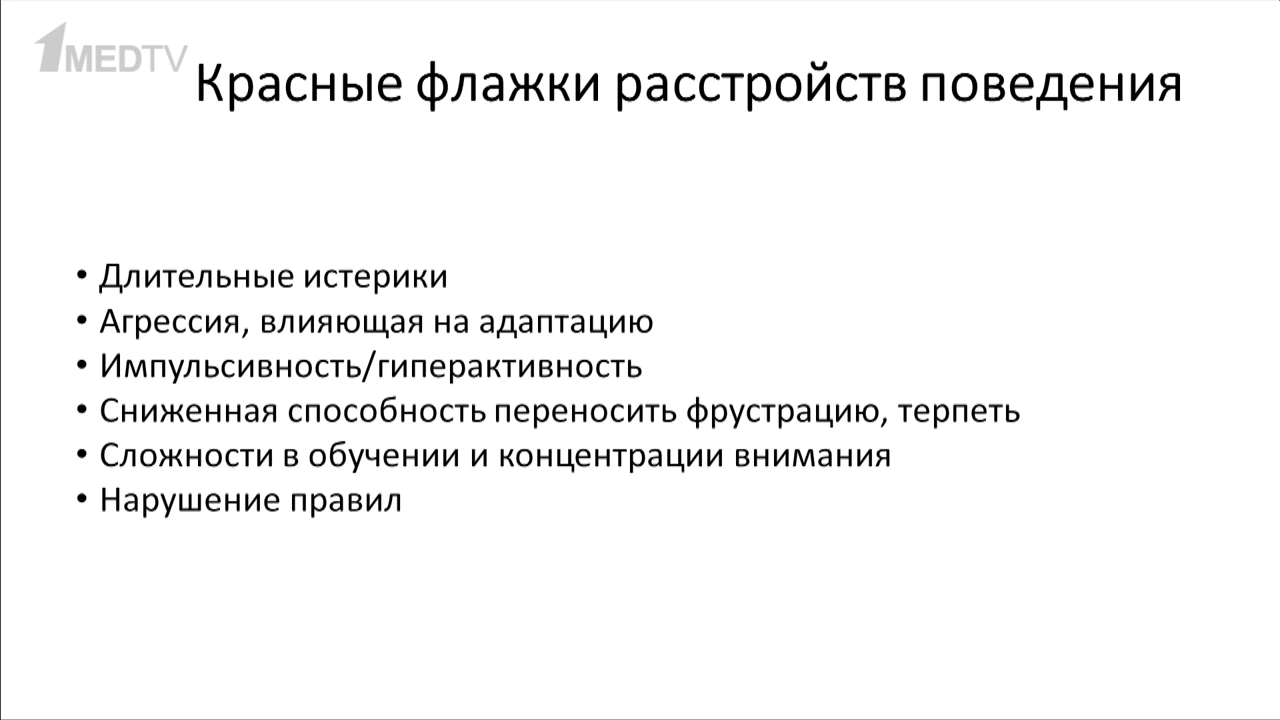 1MEDTV
Красные флажки расстройств поведения
• Длительные истерики
• Агрессия, влияющая на адаптацию
• Импульсивность/гиперактивность
• Сниженная способность переносить фрустрацию, терпеть
• Сложности в обучении и концентрации внимания
• Нарушение правил